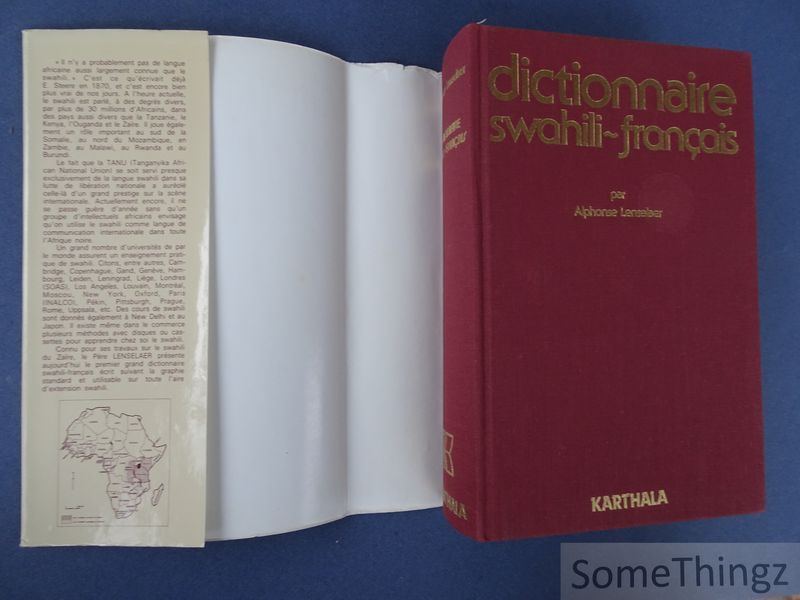 « Il n'y a probablement pas de langue
africaine aussi largement connue que le
swahili. » C'est ce qu'écrivait déjà
E. Steere en 1870, et c'est encore bien
plus vrai de nos jours. A l'heure actuelle,
le swahili est parlé, à des degrés divers,
par plus de 30 millions d'Africains, dans
des pays aussi divers que la Tanzanie, le
Kenya, l'Ouganda et le Zaïre. Il joue égale-
ment un rôle important au sud de la
Somalie, au nord du Mozambique, en
Zambie, au Malawi, au Rwanda et au
Burundi.
Le fait que la TANU (Tanganyika Afri-
can National Union) se soit servi presque
exclusivement de la langue swahili dans sa
lutte de libération nationale a auréolé
celle-là d'un grand prestige sur la scène
internationale. Actuellement encore, il ne
se passe guère d'année sans qu'un
groupe d'intellectuels africains envisage
qu'on utilise le swahili comme langue de
communication internationale dans toute
l'Afrique noire.
Un grand nombre d'universités de par
le monde assurent un enseignement prati-
que de swahili. Citons, entre autres, Cam-
bridge, Copenhague, Gand, Genève, Ham-
bourg, Leiden, Leningrad, Liège, Londres
(SOAS), Los Angeles, Louvain, Montréal,
Moscou, New York, Oxford, Paris
(INALCO), Pékin, Pittsburgh, Prague,
Rome, Uppsala, etc. Des cours de swahili
sont donnés également à New Delhi et au
Japon. Il existe même dans le commerce
plusieurs méthodes avec disques ou cas-
settes pour apprendre chez soi le swahili.
Connu pour ses travaux sur le swahili
du Zaïre, le Père LENSELAER présente
aujourd'hui le premier grand dictionnaire
swahili-français écrit suivant la graphie
standard et utilisable sur toute l'aire
d'extension swahili.
dictionnaire
swahili~français
par
Alphonse Lenselaer
KARTHALA
SomeThingz